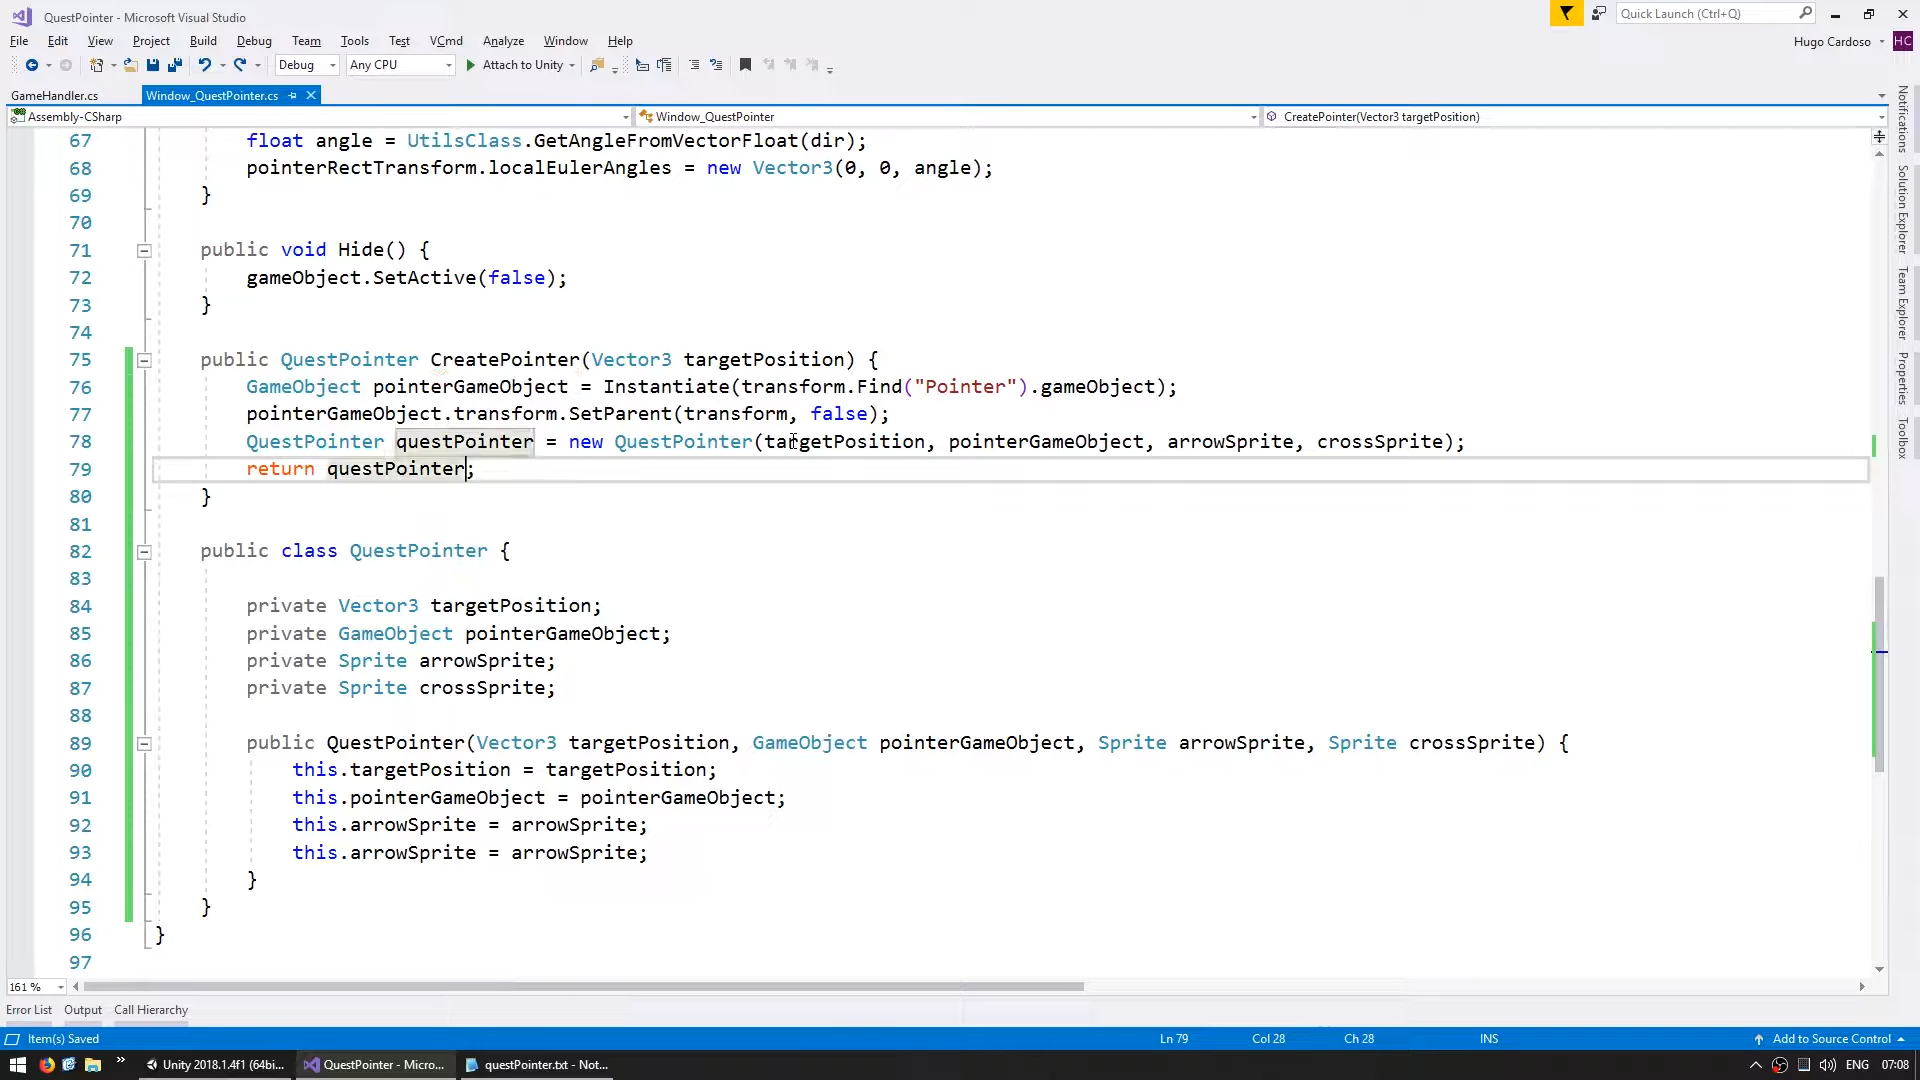 QuestPointer - Microsoft Visual Studio
Quick Launch (Ctrl+Q)
File Edit View Project Build Debug Team Tools Test VCmd Analyze Window Help
Hugo Cardoso HC
Debug Any CPU Attach to Unity
GameHandler.cs Window_QuestPointer.cs
Assembly-CSharp Window_QuestPointer CreatePointer(Vector3 targetPosition)
67 float angle = UtilsClass.GetAngleFromVectorFloat(dir);
68 pointerRectTransform.localEulerAngles = new Vector3(0, 0, angle);
69 }
70
71 public void Hide() {
72 gameObject.SetActive(false);
73 }
74
75 public QuestPointer CreatePointer(Vector3 targetPosition) {
76 GameObject pointerGameObject = Instantiate(transform.Find("Pointer").gameObject);
77 pointerGameObject.transform.SetParent(transform, false);
78 QuestPointer questPointer = new QuestPointer(targetPosition, pointerGameObject, arrowSprite, crossSprite);
79 return questPointer;
80 }
81
82 public class QuestPointer {
83
84 private Vector3 targetPosition;
85 private GameObject pointerGameObject;
86 private Sprite arrowSprite;
87 private Sprite crossSprite;
88
89 public QuestPointer(Vector3 targetPosition, GameObject pointerGameObject, Sprite arrowSprite, Sprite crossSprite) {
90 this.targetPosition = targetPosition;
91 this.pointerGameObject = pointerGameObject;
92 this.arrowSprite = arrowSprite;
93 this.arrowSprite = arrowSprite;
94 }
95 }
96 }
97
Notifications
Solution Explorer
Team Explorer
Properties
Toolbox
161 %
Error List Output Call Hierarchy
Item(s) Saved Ln 79 Col 28 Ch 28 INS Add to Source Control
Unity 2018.1.4f1 (64bi... QuestPointer - Micro... questPointer.txt - Not... ENG 07:08